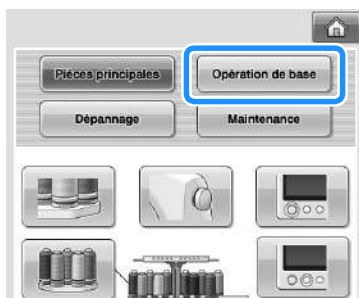 Pièces principales
Opération de base
Dépannage
Maintenance